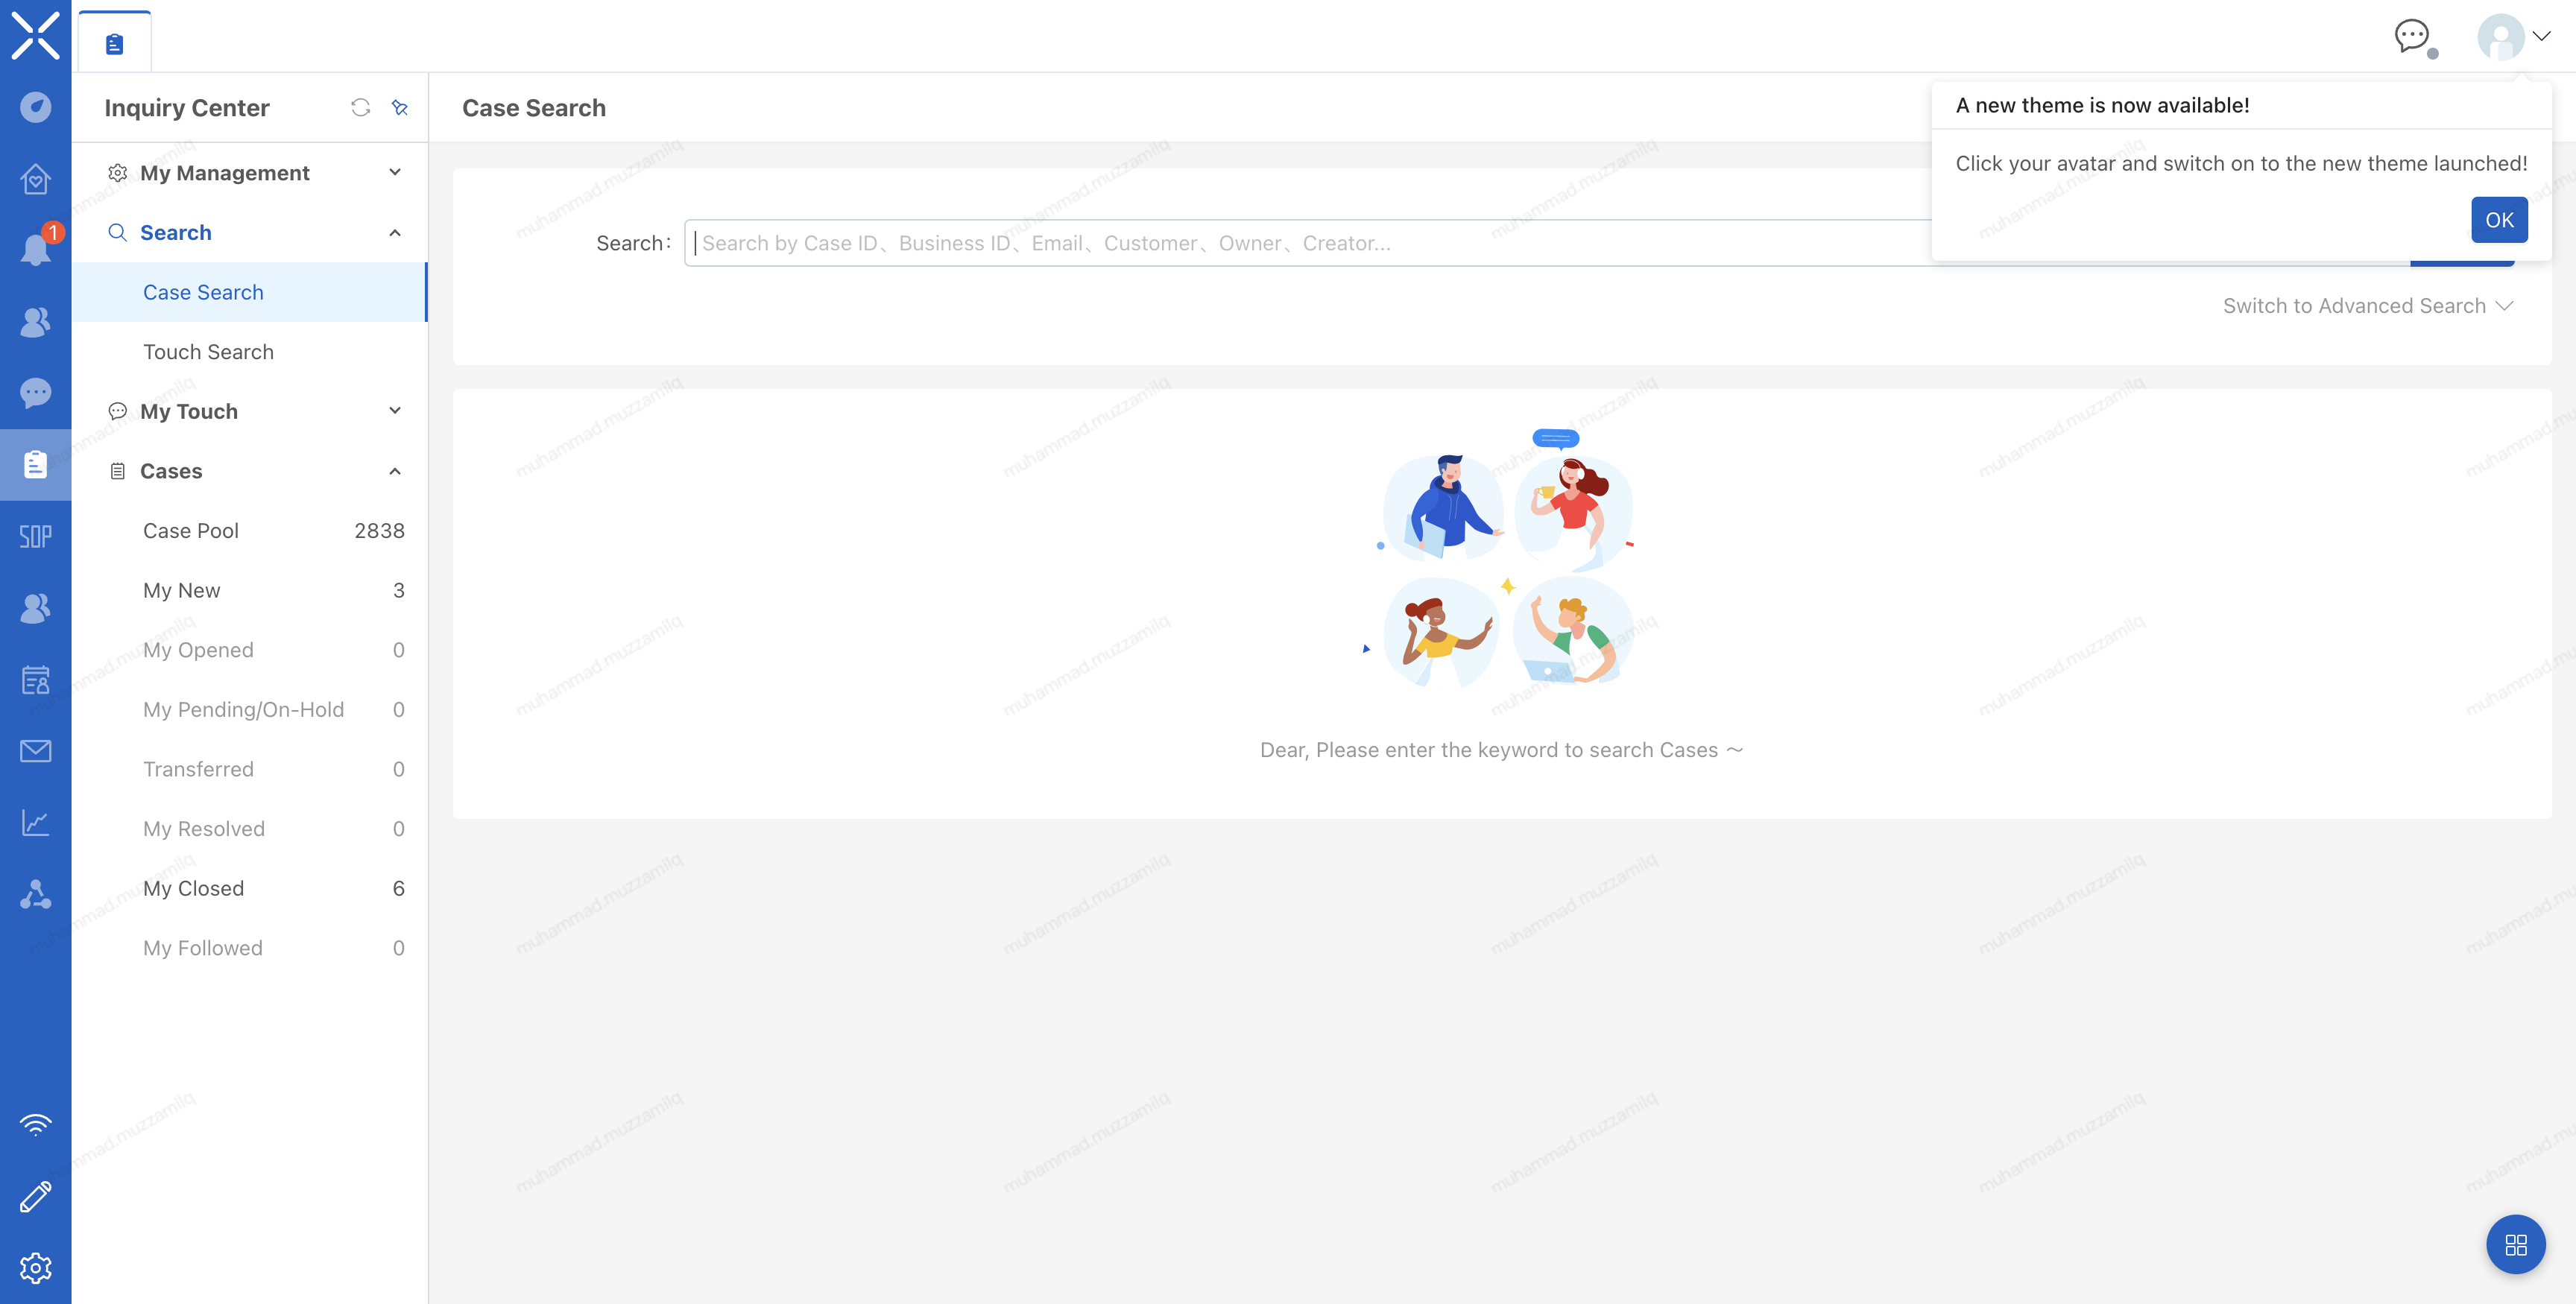 Inquiry Center
Case Search
A new theme is now available!
Click your avatar and switch on to the new theme launched!
OK
My Management
1
Search
Search:
Search by Case ID、Business ID、Email、Customer、Owner、Creator...
Case Search
Switch to Advanced Search
Touch Search
My Touch
Cases
Case Pool 2838
SOP
My New 3
My Opened 0
My Pending/On-Hold 0
Dear, Please enter the keyword to search Cases ～
Transferred 0
My Resolved 0
My Closed 6
My Followed 0
muhammad.muzzamilq